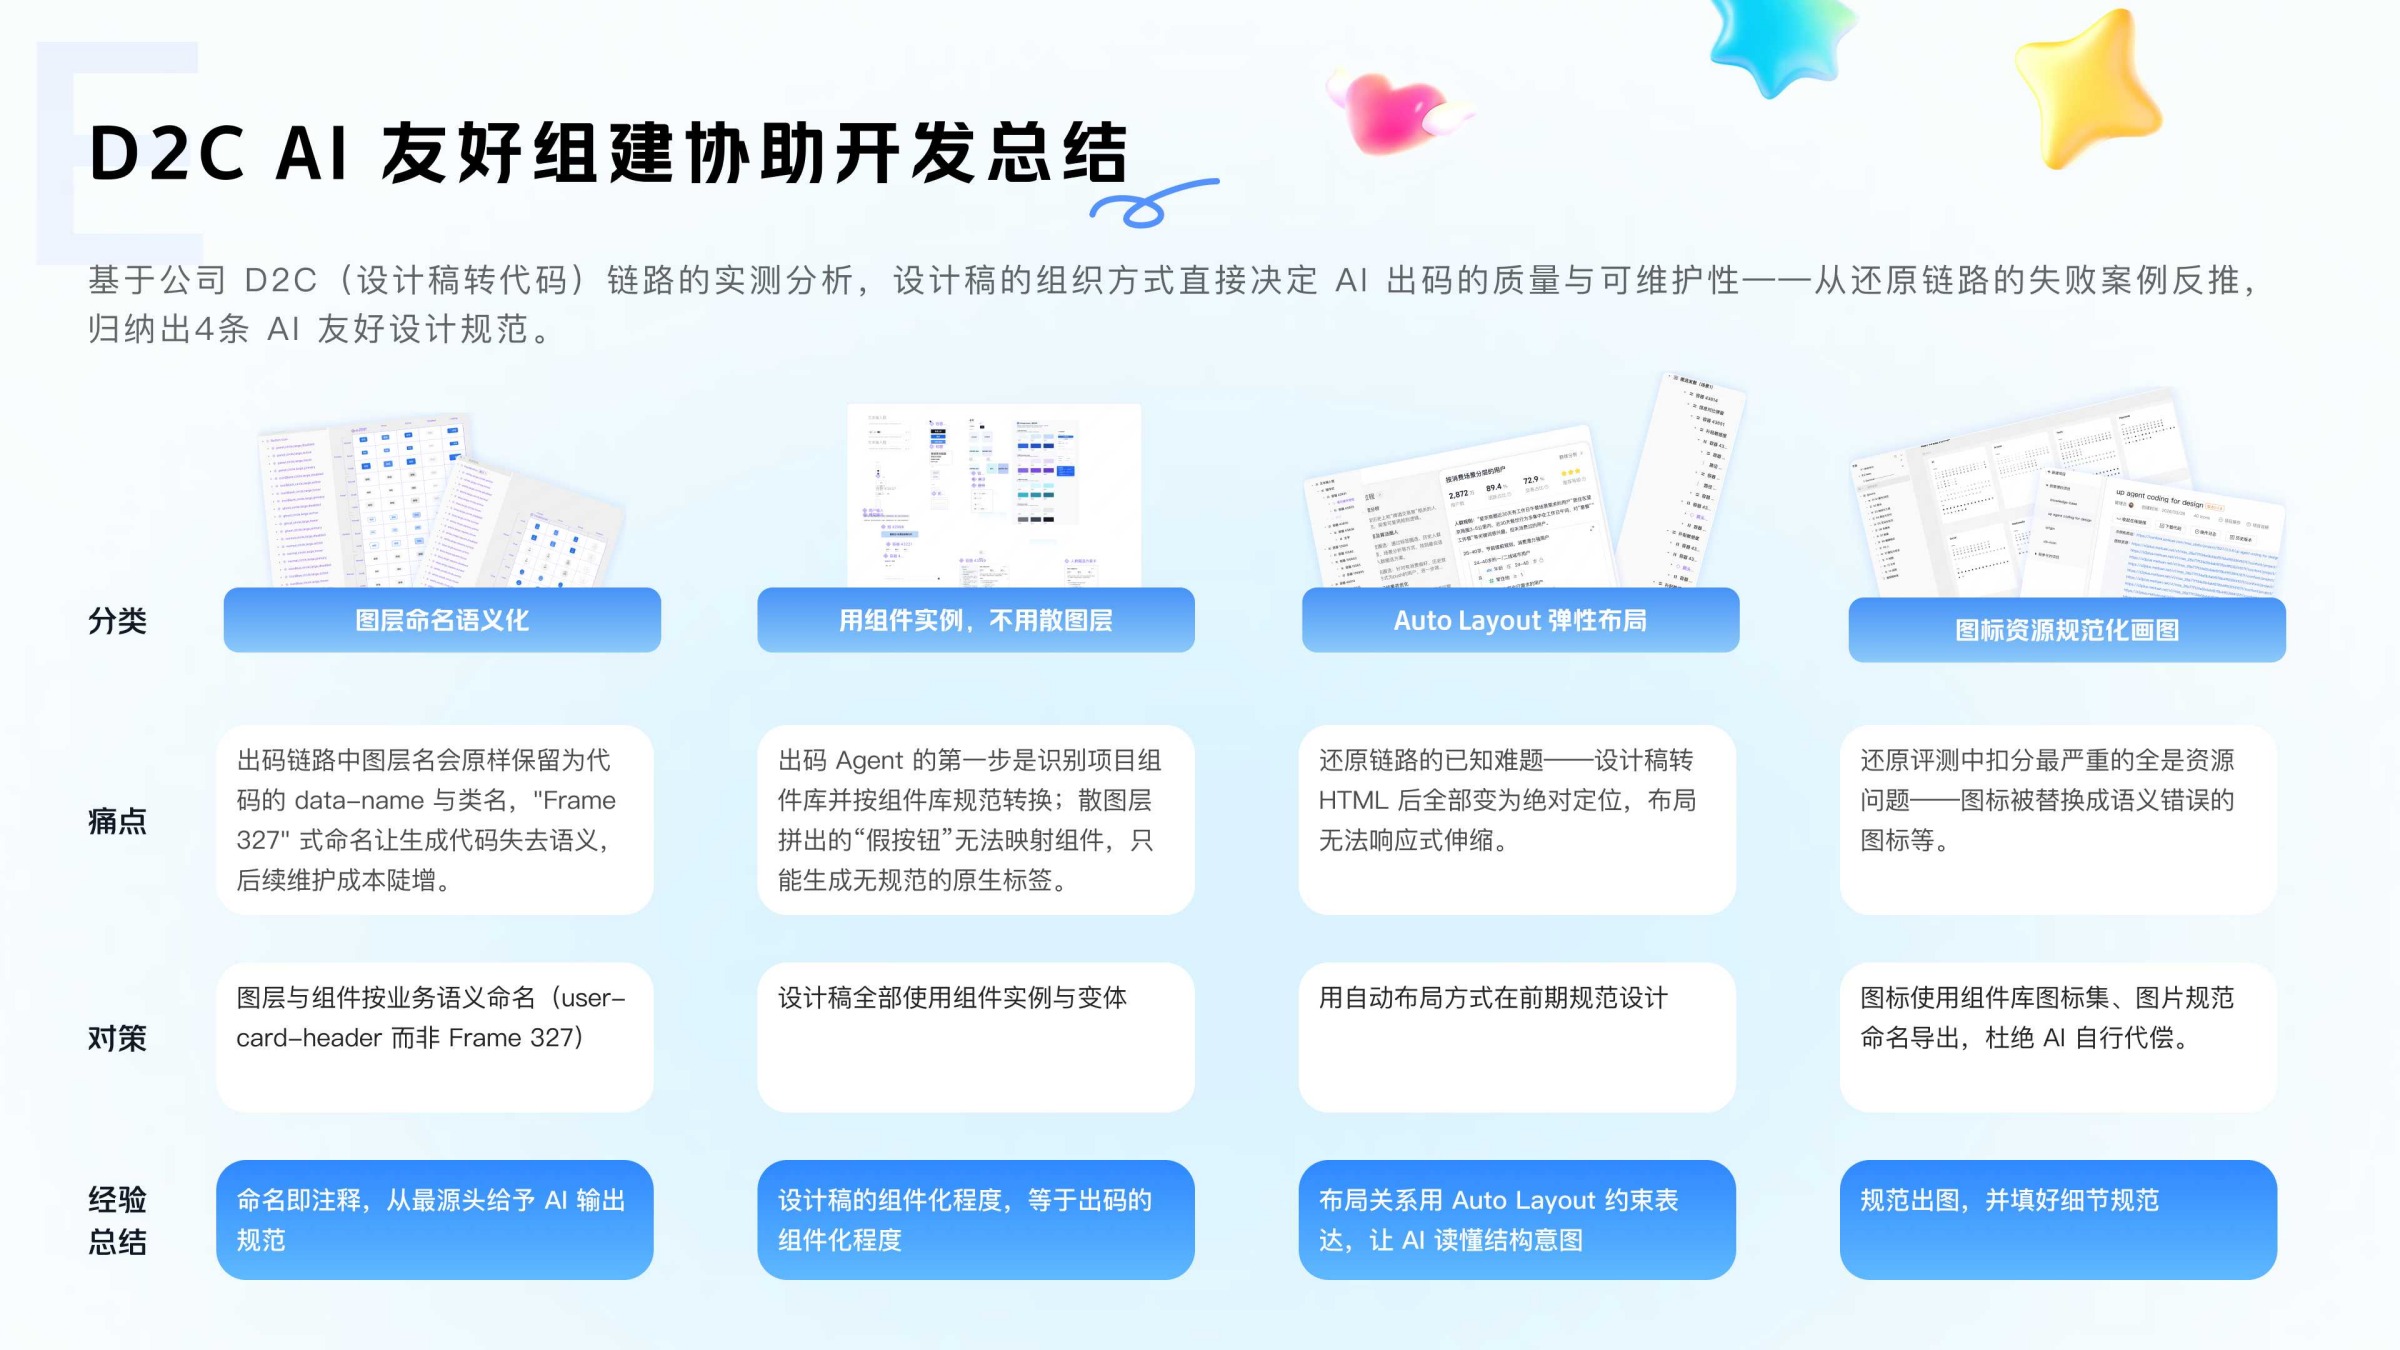 E
D2C AI 友好组建协助开发总结
基于公司 D2C（设计稿转代码）链路的实测分析，设计稿的组织方式直接决定 AI 出码的质量与可维护性——从还原链路的失败案例反推，
归纳出4条 AI 友好设计规范。
按消费场景分层的用户
2,872
89.4 %
72.9 %
up agent coding for design
分类
图层命名语义化
用组件实例，不用散图层
Auto Layout 弹性布局
图标资源规范化画图
痛点
出码链路中图层名会原样保留为代
码的 data-name 与类名，"Frame
327" 式命名让生成代码失去语义，
后续维护成本陡增。
出码 Agent 的第一步是识别项目组
件库并按组件库规范转换；散图层
拼出的“假按钮”无法映射组件，只
能生成无规范的原生标签。
还原链路的已知难题——设计稿转
HTML 后全部变为绝对定位，布局
无法响应式伸缩。
还原评测中扣分最严重的全是资源
问题——图标被替换成语义错误的
图标等。
对策
图层与组件按业务语义命名（user-
card-header 而非 Frame 327）
设计稿全部使用组件实例与变体
用自动布局方式在前期规范设计
图标使用组件库图标集、图片规范
命名导出，杜绝 AI 自行代偿。
经验
总结
命名即注释，从最源头给予 AI 输出
规范
设计稿的组件化程度，等于出码的
组件化程度
布局关系用 Auto Layout 约束表
达，让 AI 读懂结构意图
规范出图，并填好细节规范